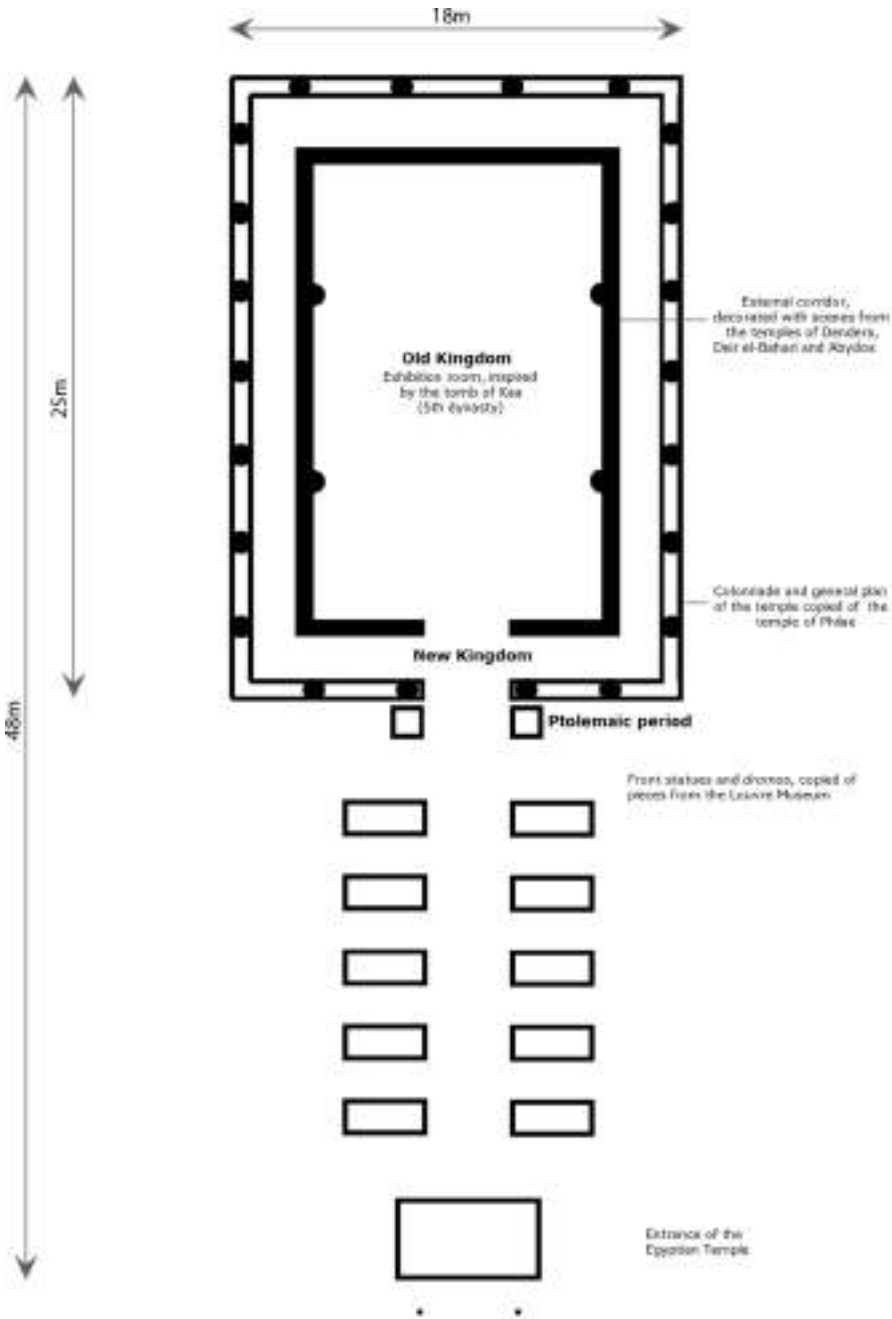 18m
25m
48m
External corridor,
decorated with scenes from
the temples of Dendera,
Deir el-Bahari and Abydos
Old Kingdom
Exhibition room, inspired
by the tomb of Kaa
(5th dynasty)
Colonnade and general plan
of the temple copied of the
temple of Philae
New Kingdom
Ptolemaic period
Front statues and dromos, copied of
pieces from the Louvre Museum
Entrance of the
Egyptian Temple